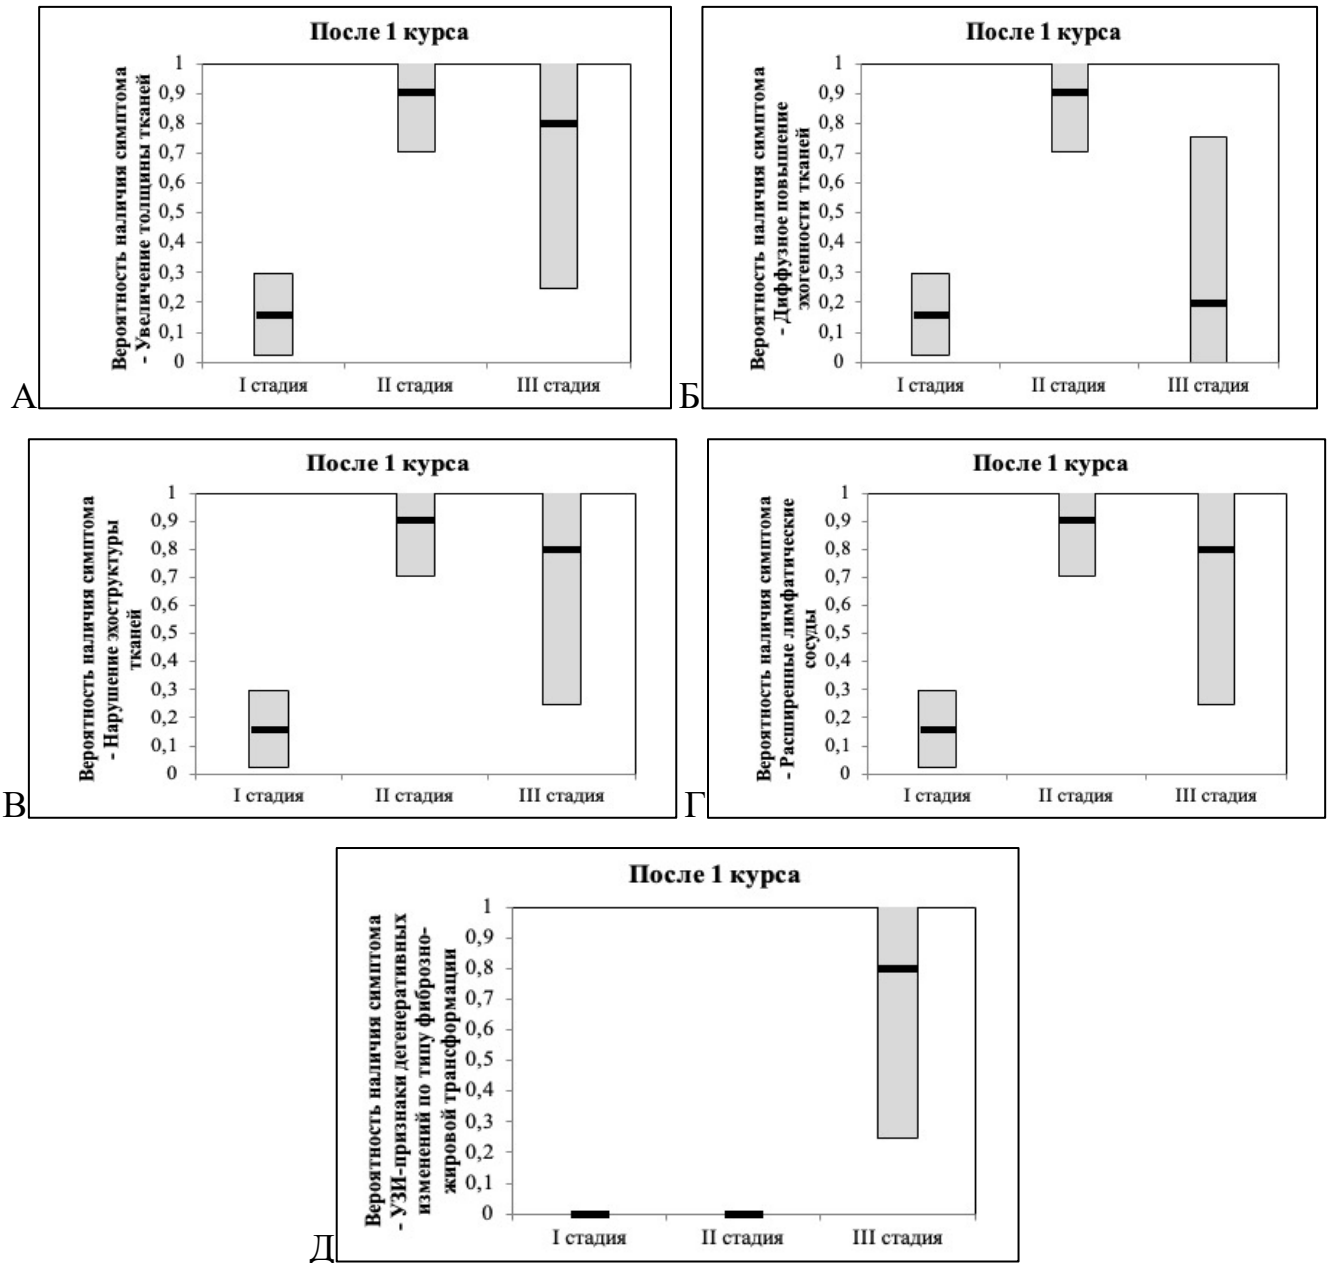 После 1 курса
Вероятность наличия симптома
- Увеличение толщины тканей
1
0,9
0,8
0,7
0,6
0,5
0,4
0,3
0,2
0,1
0
I стадия II стадия III стадия
А
После 1 курса
Вероятность наличия симптома
- Диффузное повышение
эхогенности тканей
1
0,9
0,8
0,7
0,6
0,5
0,4
0,3
0,2
0,1
0
I стадия II стадия III стадия
Б
После 1 курса
Вероятность наличия симптома
- Нарушение эхоструктуры
тканей
1
0,9
0,8
0,7
0,6
0,5
0,4
0,3
0,2
0,1
0
I стадия II стадия III стадия
В
После 1 курса
Вероятность наличия симптома
- Расширенные лимфатические
сосуды
1
0,9
0,8
0,7
0,6
0,5
0,4
0,3
0,2
0,1
0
I стадия II стадия III стадия
Г
После 1 курса
Вероятность наличия симптома
- УЗИ-признаки дегенеративных
изменений по типу фиброзно-
жировой трансформации
1
0,9
0,8
0,7
0,6
0,5
0,4
0,3
0,2
0,1
0
I стадия II стадия III стадия
Д